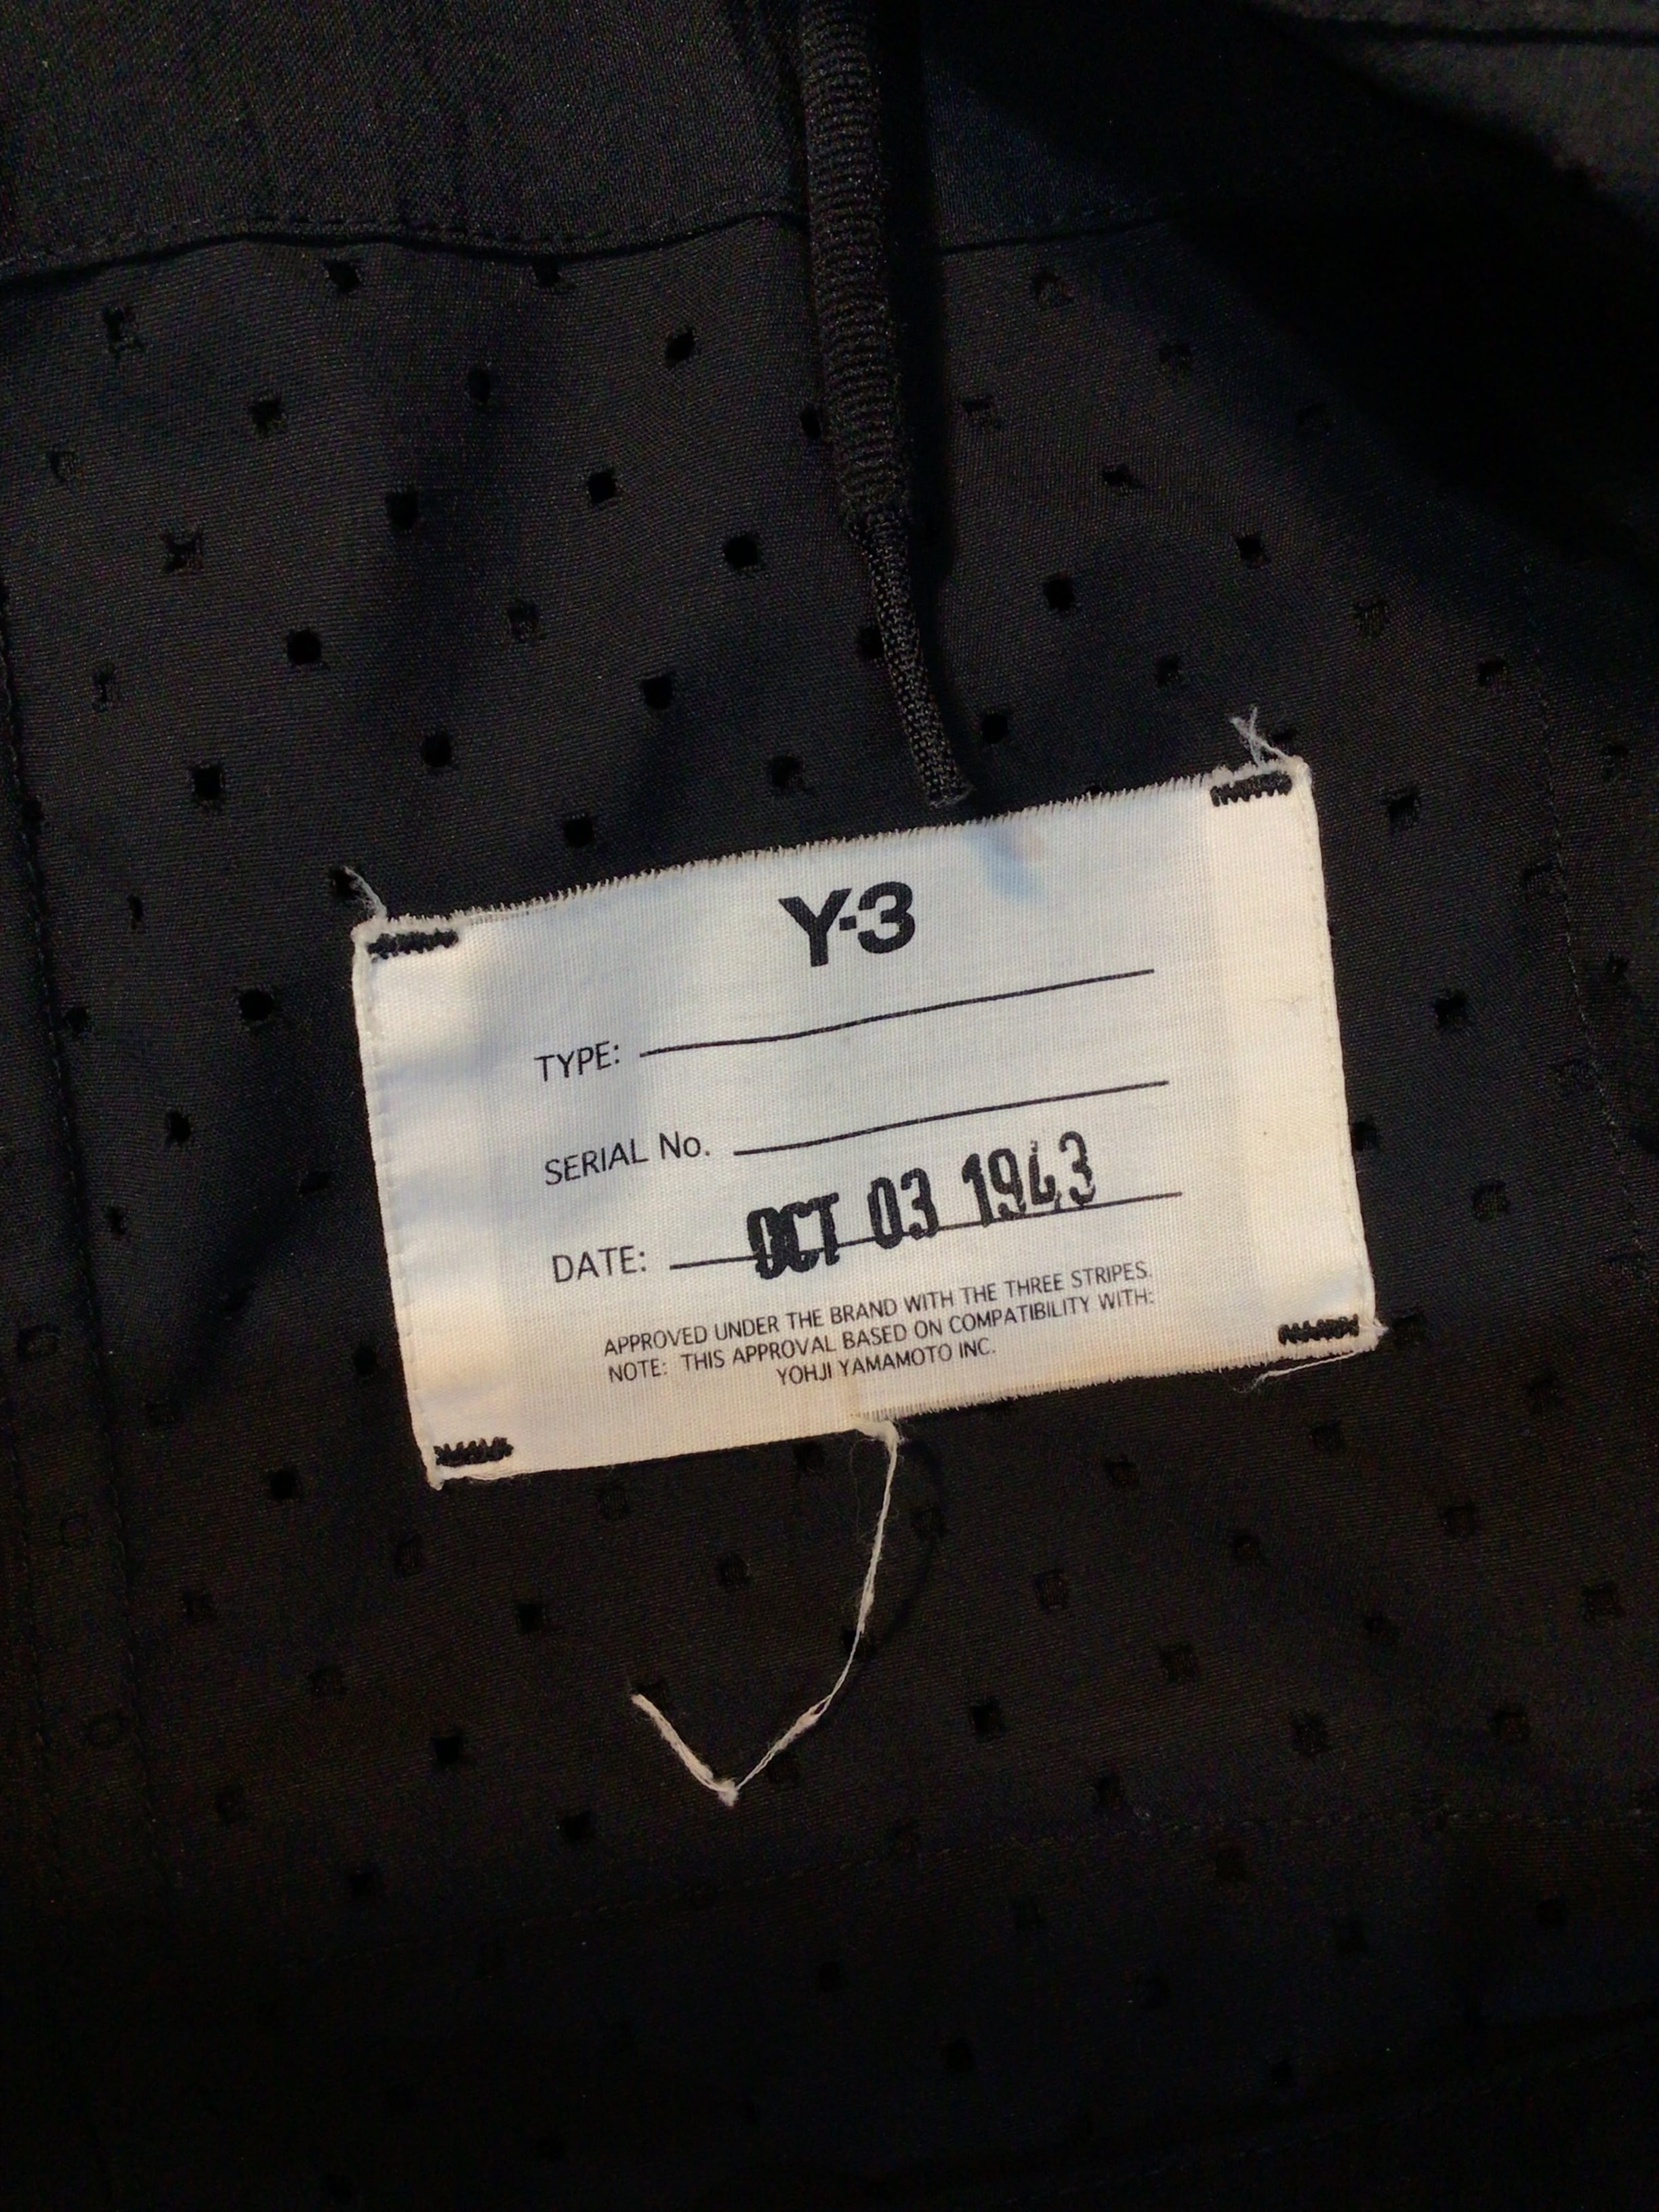 Y-3
TYPE:
SERIAL No.
DATE: OCT 03 1943
APPROVED UNDER THE BRAND WITH THE THREE STRIPES.
NOTE: THIS APPROVAL BASED ON COMPATIBILITY WITH:
YOHJI YAMAMOTO INC.